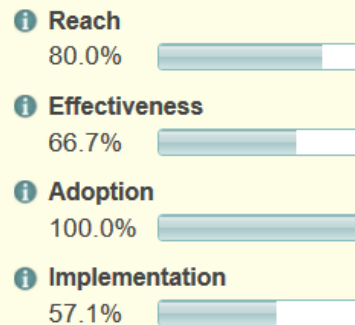 Reach
80.0%
Effectiveness
66.7%
Adoption
100.0%
Implementation
57.1%